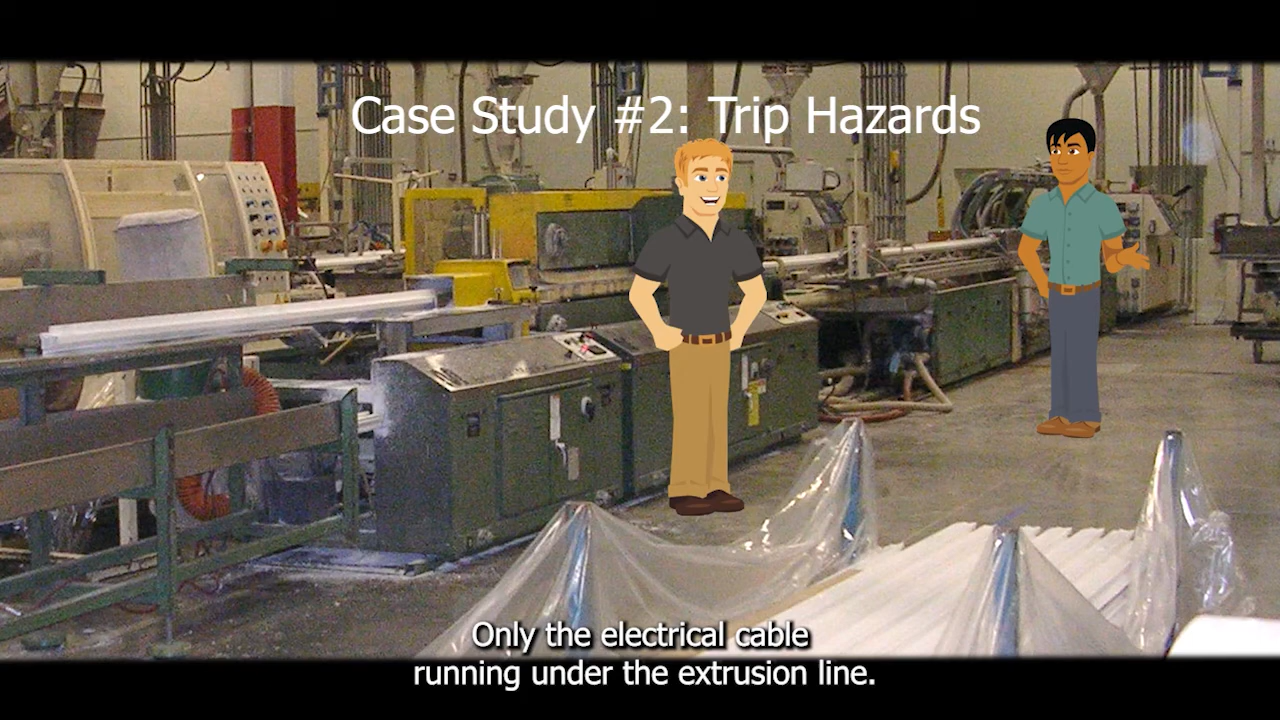 Case Study #2: Trip Hazards
Only the electrical cable
running under the extrusion line.